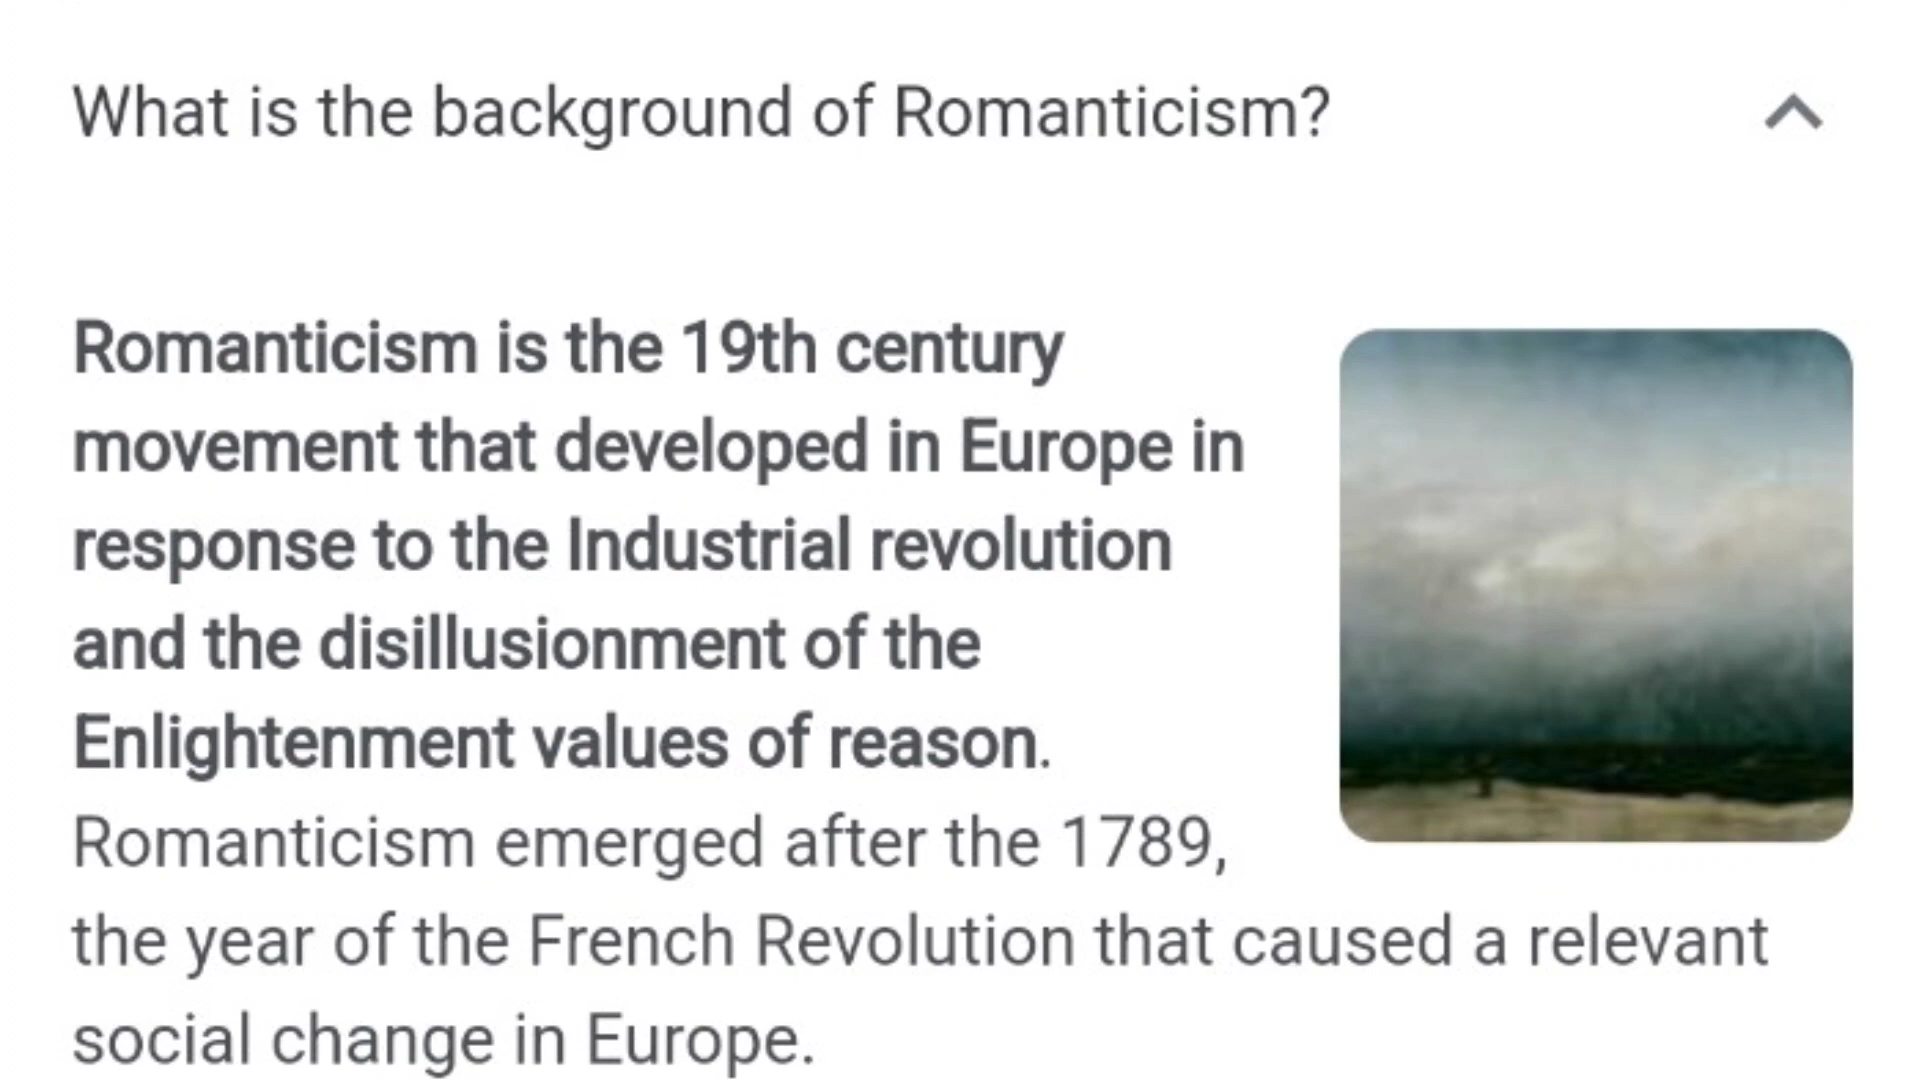 What is the background of Romanticism?
Romanticism is the 19th century
movement that developed in Europe in
response to the Industrial revolution
and the disillusionment of the
Enlightenment values of reason.
Romanticism emerged after the 1789,
the year of the French Revolution that caused a relevant
social change in Europe.